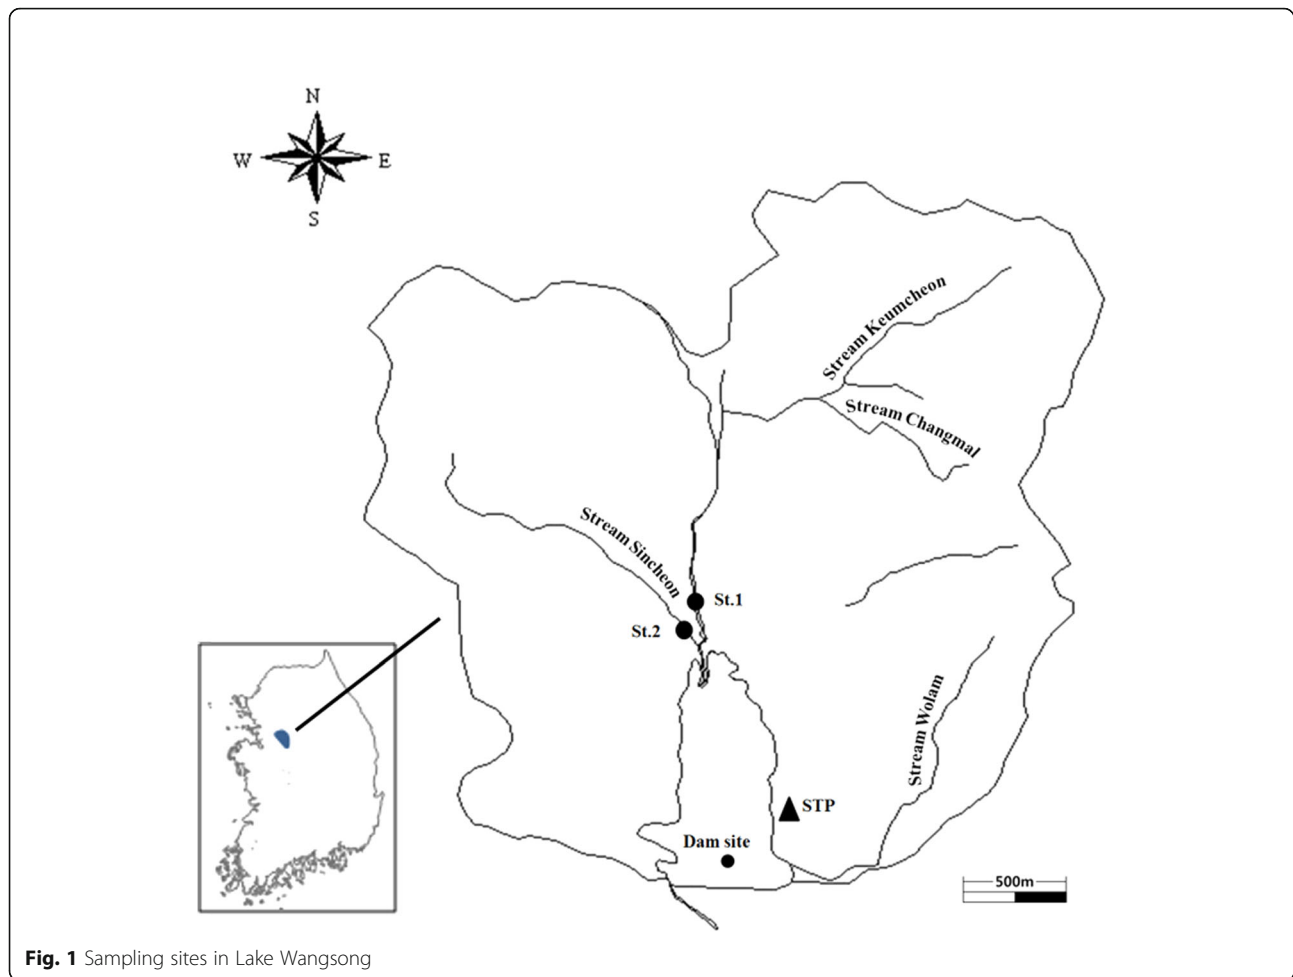 N
W E
S
Stream Keumcheon
Stream Changmal
Stream Sincheon
St.1
St.2
Stream Wolam
STP
Dam site
500m
Fig. 1 Sampling sites in Lake Wangsong